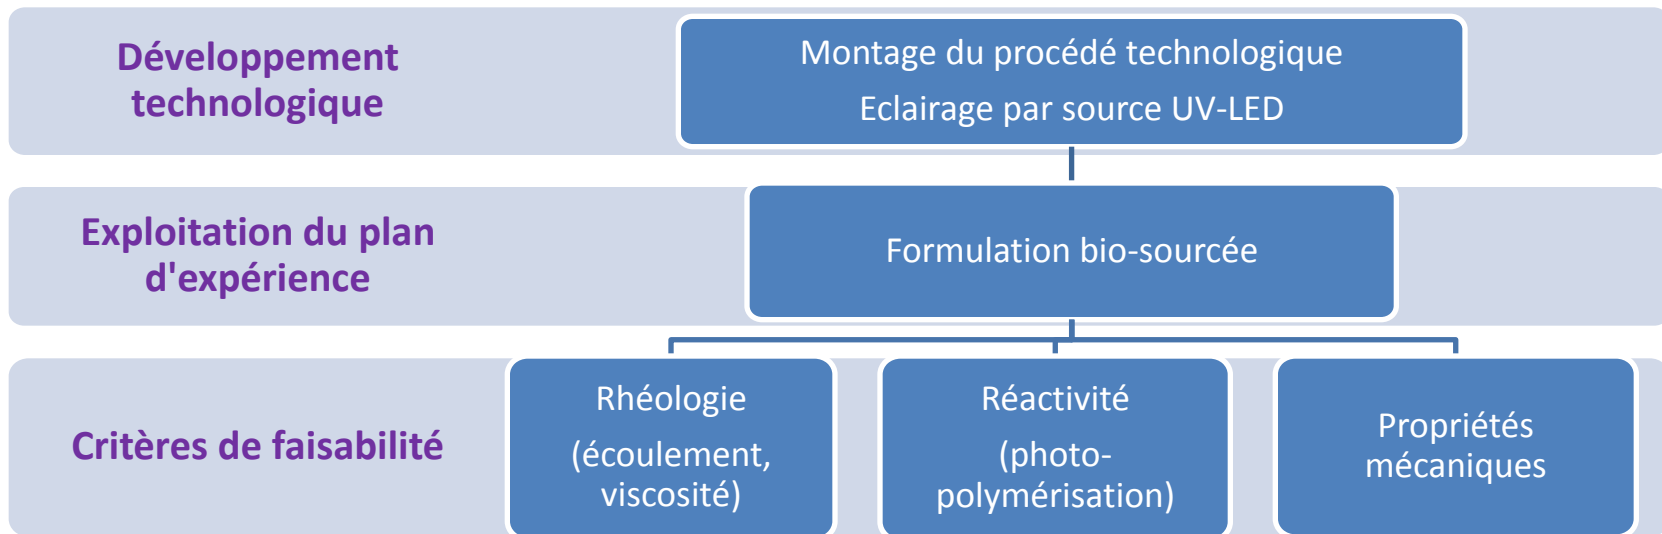 Développement
technologique
Montage du procédé technologique
Eclairage par source UV-LED
Exploitation du plan
d'expérience
Formulation bio-sourcée
Critères de faisabilité
Rhéologie
(écoulement,
viscosité)
Réactivité
(photo-
polymérisation)
Propriétés
mécaniques